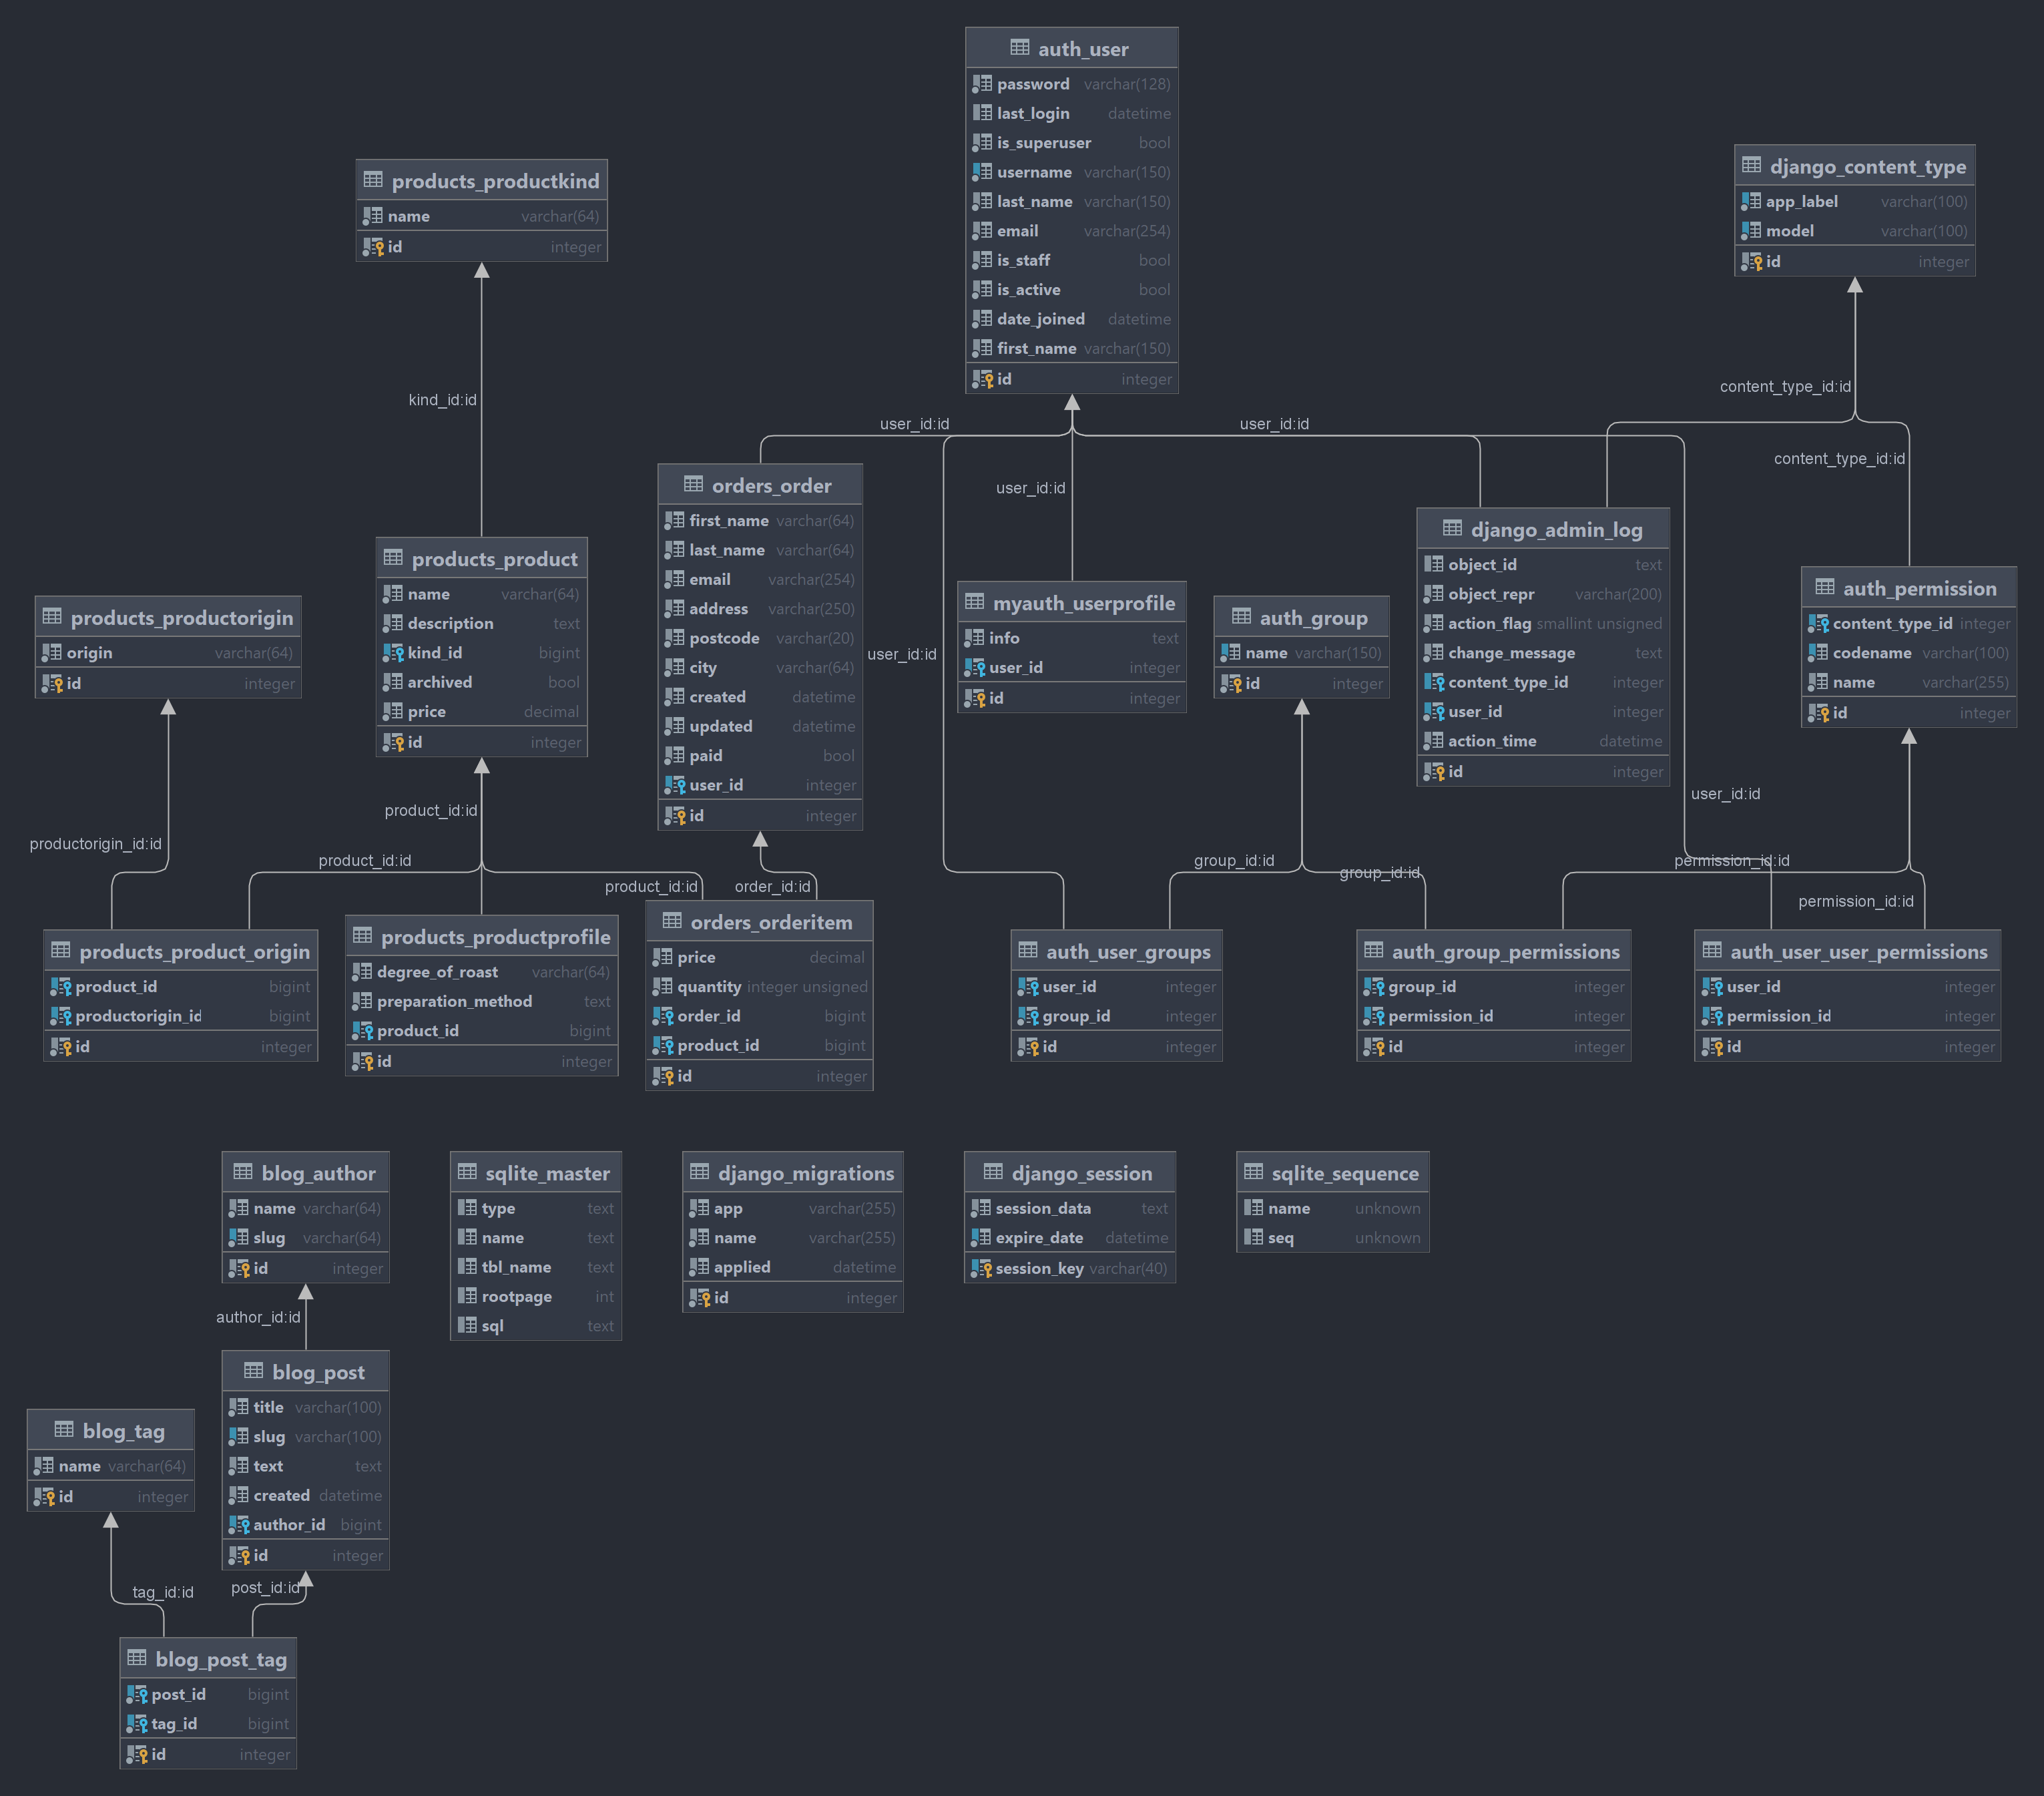 auth_user
password varchar(128)
last_login datetime
is_superuser bool
username varchar(150)
last_name varchar(150)
email varchar(254)
is_staff bool
is_active bool
date_joined datetime
first_name varchar(150)
id integer
products_productkind
name varchar(64)
id integer
django_content_type
app_label varchar(100)
model varchar(100)
id integer
kind_id:id
user_id:id
user_id:id
user_id:id
user_id:id
user_id:id
content_type_id:id
content_type_id:id
products_productorigin
origin varchar(64)
id integer
products_product
name varchar(64)
description text
kind_id bigint
archived bool
price decimal
id integer
orders_order
first_name varchar(64)
last_name varchar(64)
email varchar(254)
address varchar(250)
postcode varchar(20)
city varchar(64)
created datetime
updated datetime
paid bool
user_id integer
id integer
myauth_userprofile
info text
user_id integer
id integer
auth_group
name varchar(150)
id integer
django_admin_log
object_id text
object_repr varchar(200)
action_flag smallint unsigned
change_message text
content_type_id integer
user_id integer
action_time datetime
id integer
auth_permission
content_type_id integer
codename varchar(100)
name varchar(255)
id integer
productorigin_id:id
product_id:id
product_id:id
product_id:id
order_id:id
group_id:id
group_id:id
permission_id:id
permission_id:id
products_product_origin
product_id bigint
productorigin_id bigint
id integer
products_productprofile
degree_of_roast varchar(64)
preparation_method text
product_id bigint
id integer
orders_orderitem
price decimal
quantity integer unsigned
order_id bigint
product_id bigint
id integer
auth_user_groups
user_id integer
group_id integer
id integer
auth_group_permissions
group_id integer
permission_id integer
id integer
auth_user_user_permissions
user_id integer
permission_id integer
id integer
blog_author
name varchar(64)
slug varchar(64)
id integer
sqlite_master
type text
name text
tbl_name text
rootpage int
sql text
django_migrations
app varchar(255)
name varchar(255)
applied datetime
id integer
django_session
session_data text
expire_date datetime
session_key varchar(40)
sqlite_sequence
name unknown
seq unknown
author_id:id
blog_post
title varchar(100)
slug varchar(100)
text text
created datetime
author_id bigint
id integer
blog_tag
name varchar(64)
id integer
tag_id:id
post_id:id
blog_post_tag
post_id bigint
tag_id bigint
id integer